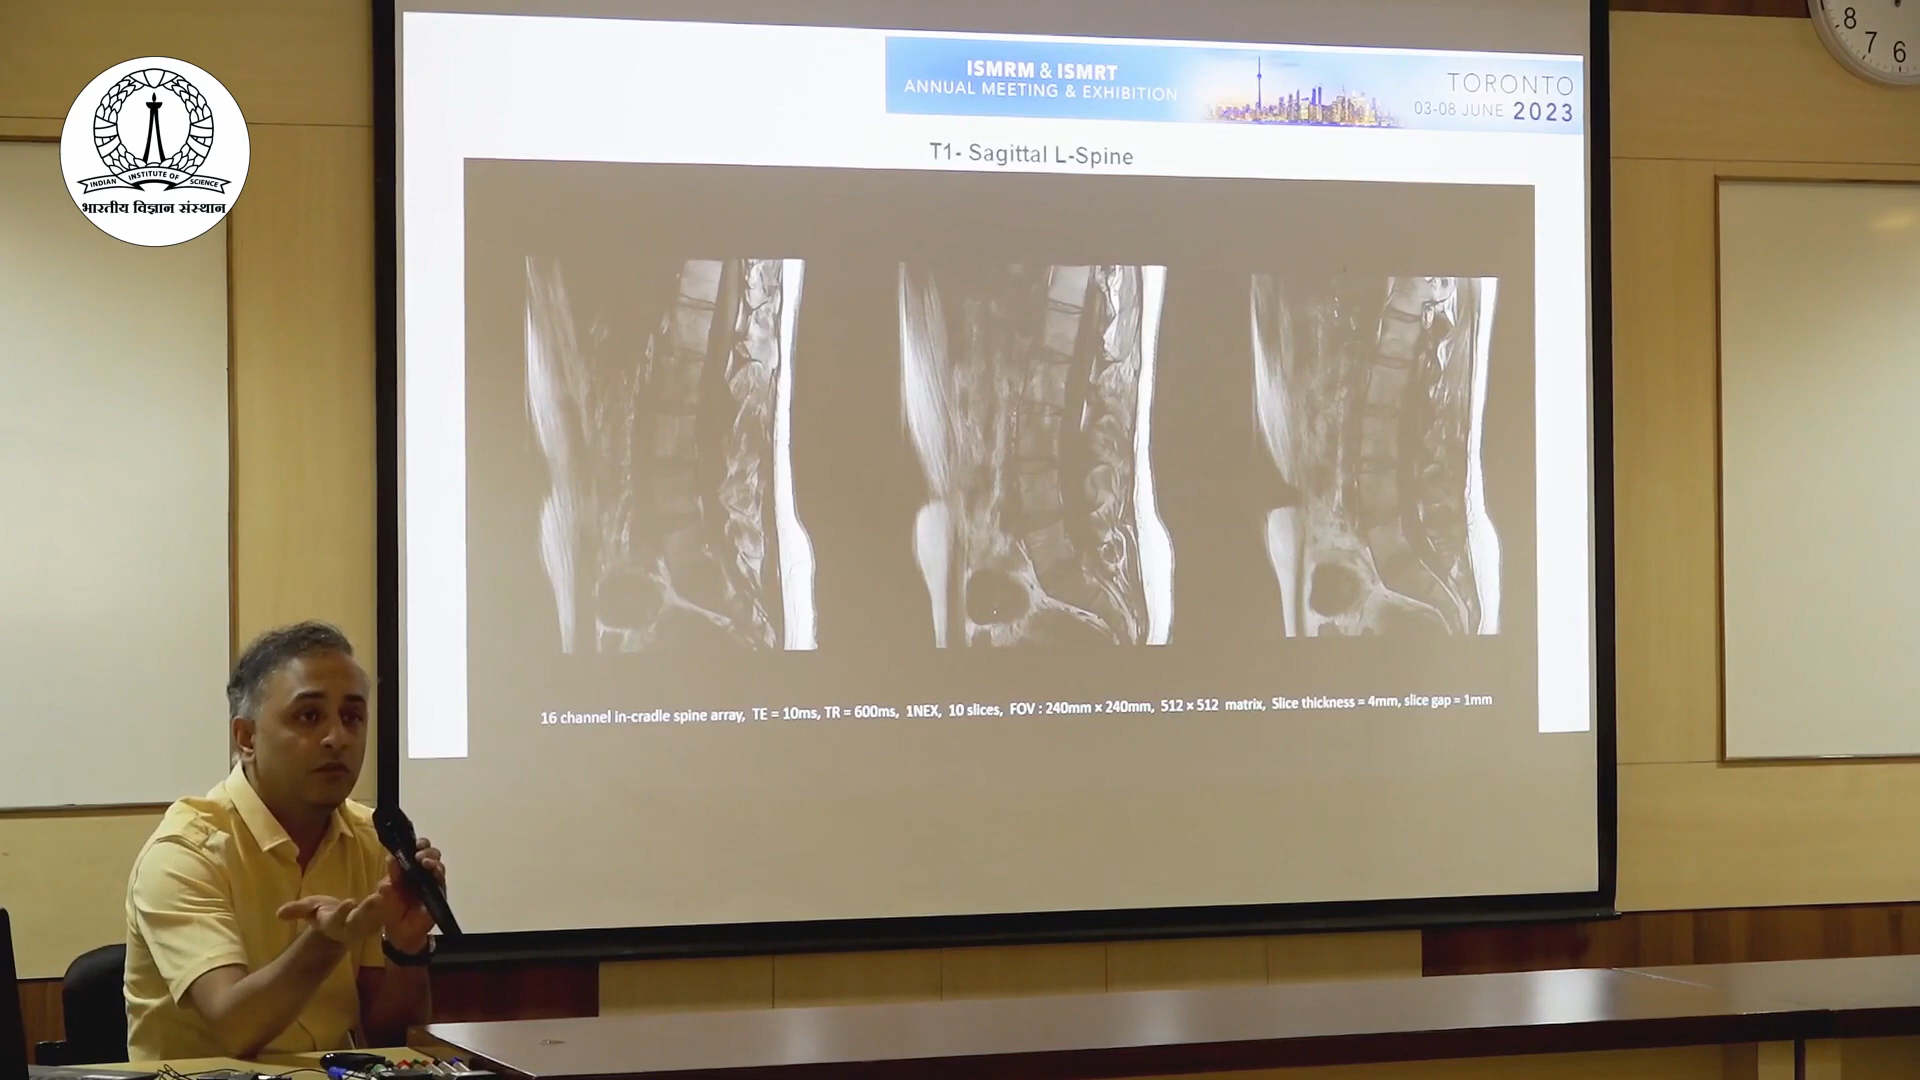 INDIAN INSTITUTE OF SCIENCE
भारतीय विज्ञान संस्थान
ISMRM & ISMRT
ANNUAL MEETING & EXHIBITION
TORONTO
03-08 JUNE 2023
T1- Sagittal L-Spine
16 channel in-cradle spine array, TE = 10ms, TR = 600ms, 1NEX, 10 slices, FOV : 240mm × 240mm, 512 × 512 matrix, Slice thickness = 4mm, slice gap = 1mm
8
7
6